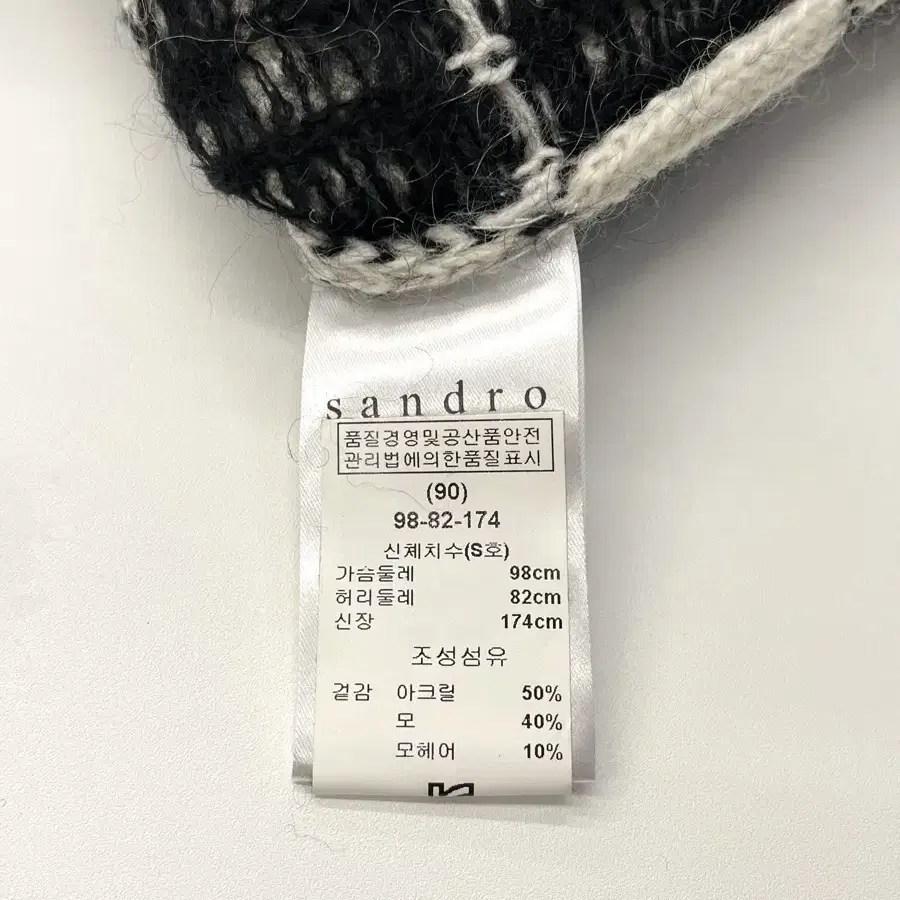 sandro
품질경영및공산품안전
관리법에의한품질표시
(90)
98-82-174
신체치수(S호)
가슴둘레 98cm
허리둘레 82cm
신장 174cm
조성섬유
겉감 아크릴 50%
모 40%
모헤어 10%